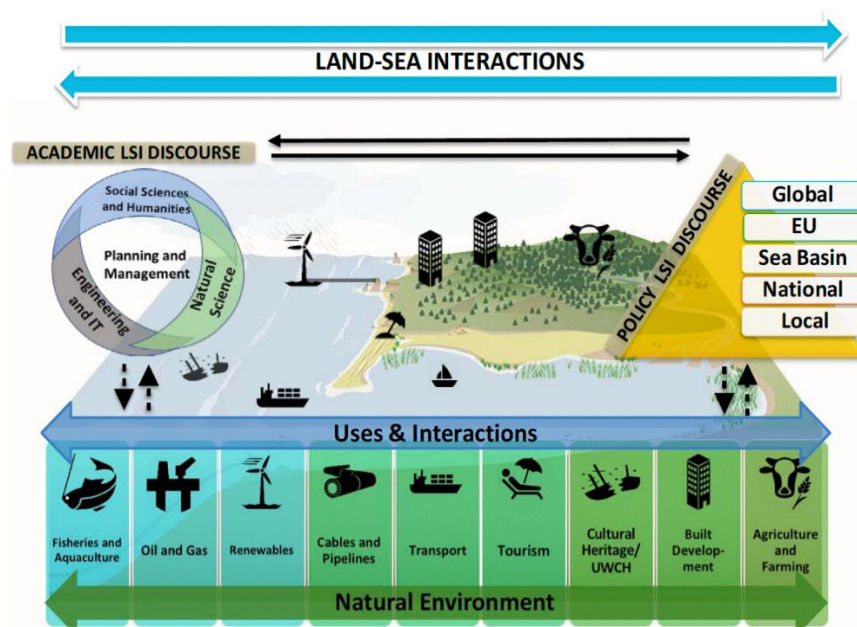 LAND-SEA INTERACTIONS
ACADEMIC LSI DISCOURSE
Social Sciences
and Humanities
Planning and
Management
Engineering
and IT
Natural
Science
POLICY LSI DISCOURSE
Global
EU
Sea Basin
National
Local
Uses & Interactions
Fisheries and
Aquaculture
Oil and Gas
Renewables
Cables and
Pipelines
Transport
Tourism
Cultural
Heritage/
UWCH
Built
Develop-
ment
Agriculture
and
Farming
Natural Environment